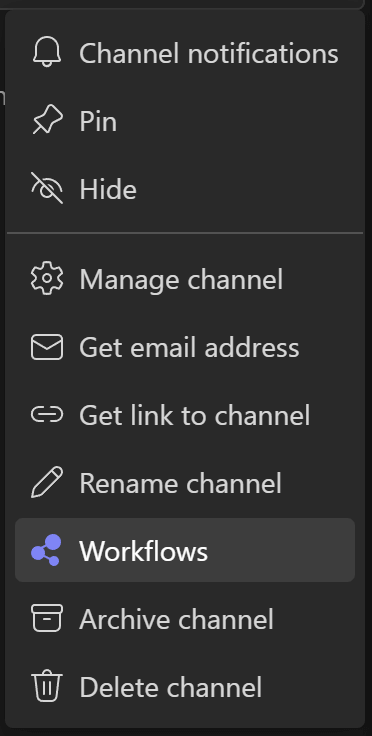 Channel notifications
Pin
Hide
Manage channel
Get email address
Get link to channel
Rename channel
Workflows
Archive channel
Delete channel